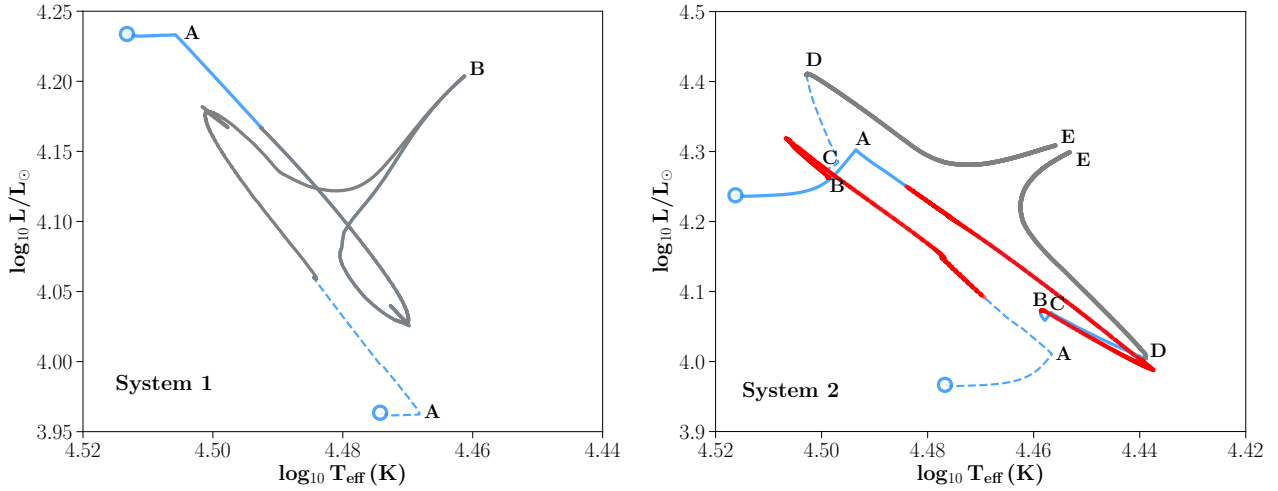 4.25
4.20
4.15
4.10
4.05
4.00
3.95
log₁₀ L/L⊙
A
B
A
System 1
4.52
4.50
4.48
4.46
4.44
log₁₀ T_eff (K)
4.5
4.4
4.3
4.2
4.1
4.0
3.9
log₁₀ L/L⊙
D
A
E
E
C
B
B C
D
A
System 2
4.52
4.50
4.48
4.46
4.44
4.42
log₁₀ T_eff (K)